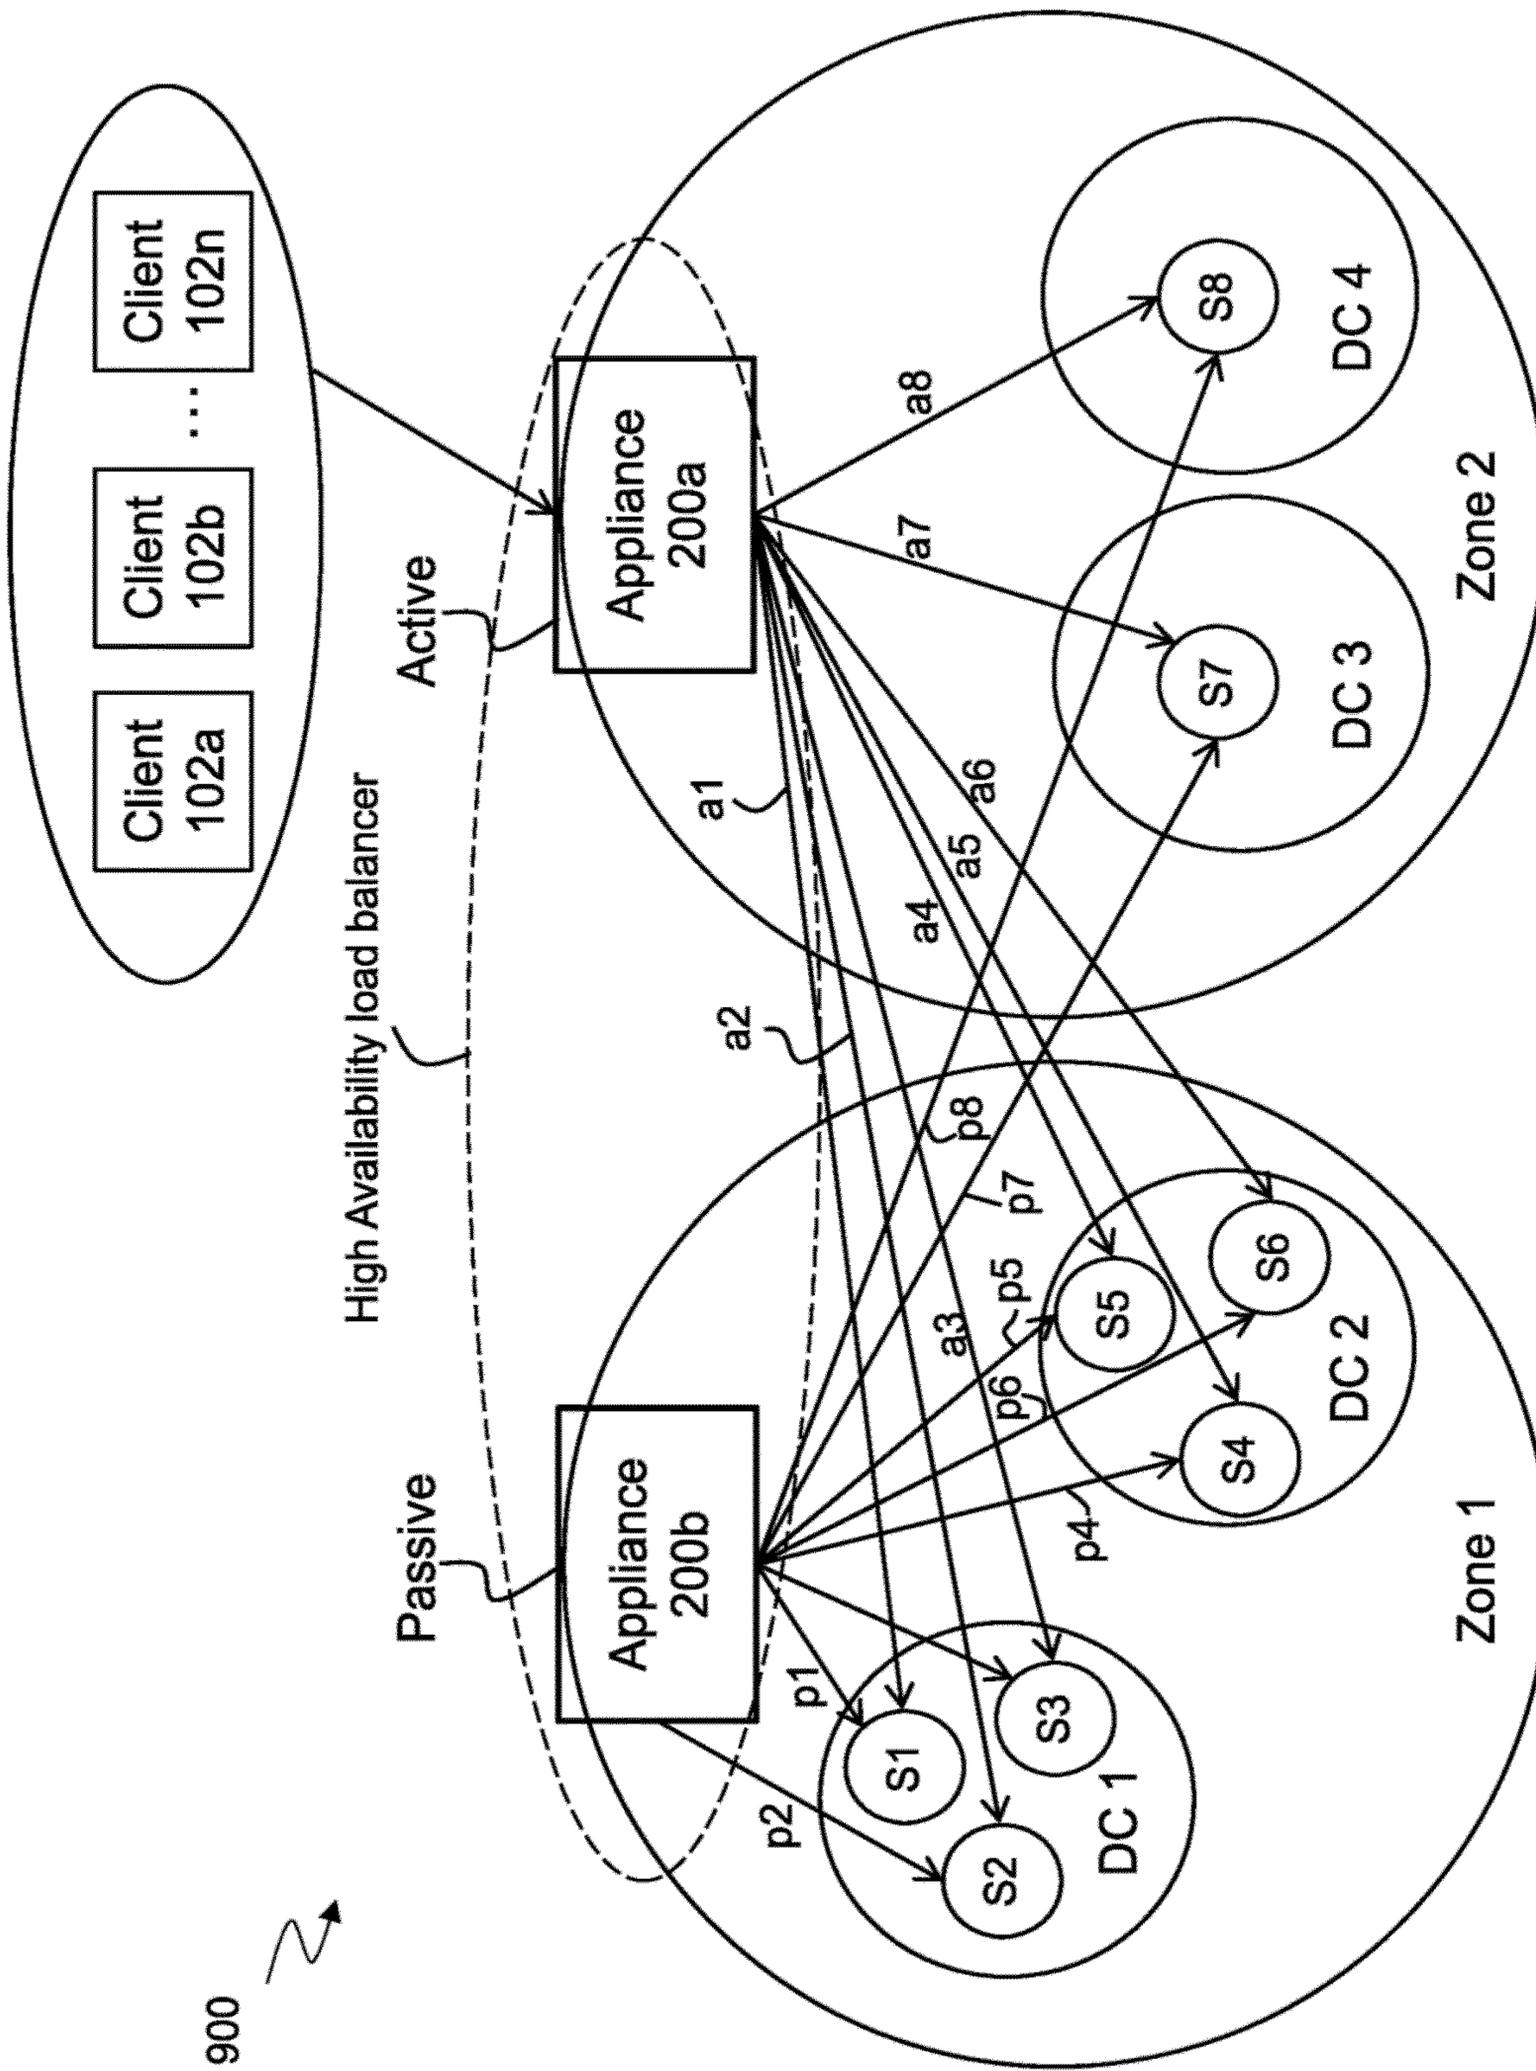 900
Client
102a
Client
102b
...
Client
102n
High Availability load balancer
Passive
Active
Appliance
200b
Appliance
200a
a1
a2
a3
a4
a5
a6
a7
a8
p1
p2
p4
p5
p6
p7
p8
S1
S2
S3
DC 1
S4
S5
S6
DC 2
S7
DC 3
S8
DC 4
Zone 1
Zone 2